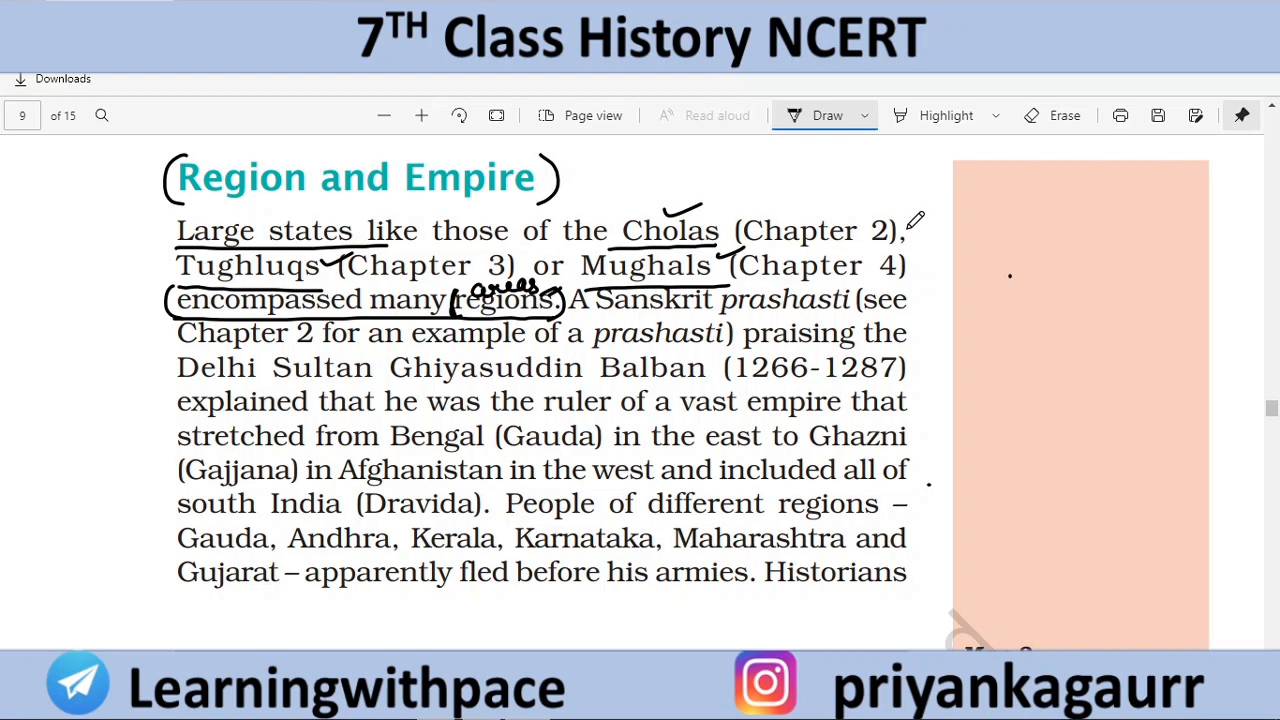 7TH Class History NCERT
Downloads
9 of 15 Page view Read aloud Draw Highlight Erase
(Region and Empire)
Large states like those of the Cholas (Chapter 2),
Tughluqs (Chapter 3) or Mughals (Chapter 4)
areas
encompassed many regions. A Sanskrit prashasti (see
Chapter 2 for an example of a prashasti) praising the
Delhi Sultan Ghiyasuddin Balban (1266-1287)
explained that he was the ruler of a vast empire that
stretched from Bengal (Gauda) in the east to Ghazni
(Gajjana) in Afghanistan in the west and included all of
south India (Dravida). People of different regions –
Gauda, Andhra, Kerala, Karnataka, Maharashtra and
Gujarat – apparently fled before his armies. Historians
Learningwithpace priyankagaurr